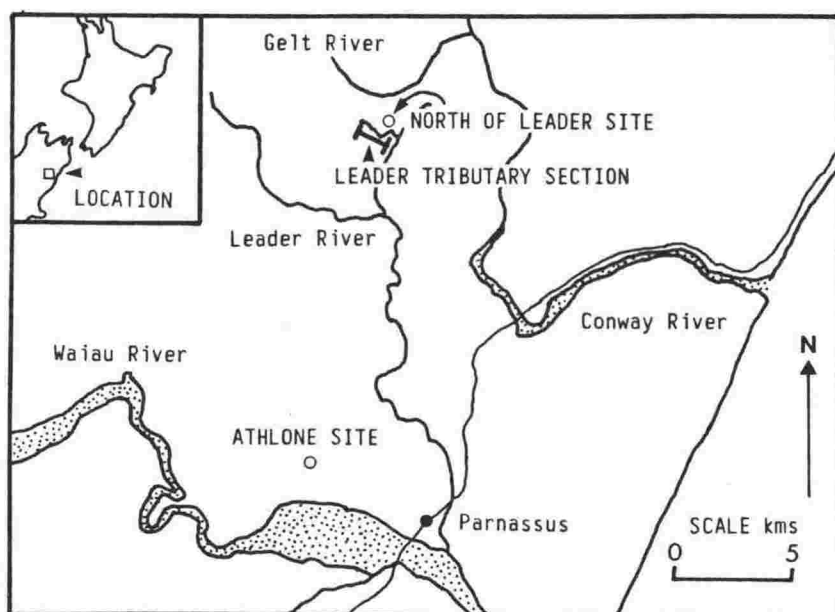 Gelt River
NORTH OF LEADER SITE
LEADER TRIBUTARY SECTION
LOCATION
Leader River
Conway River
Waiau River
N
ATHLONE SITE
Parnassus
SCALE kms
0 5